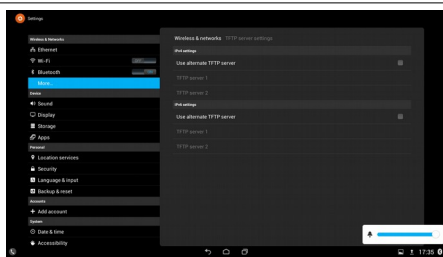 Settings
Wireless & Networks
Ethernet
Wi-Fi
Bluetooth
More...
Device
Sound
Display
Storage
Apps
Personal
Location services
Security
Language & input
Backup & reset
Accounts
Add account
System
Date & time
Accessibility
Wireless & networks TFTP server settings
IPv4 settings
Use alternate TFTP server
TFTP server 1
TFTP server 2
IPv6 settings
Use alternate TFTP server
TFTP server 1
TFTP server 2
17:35